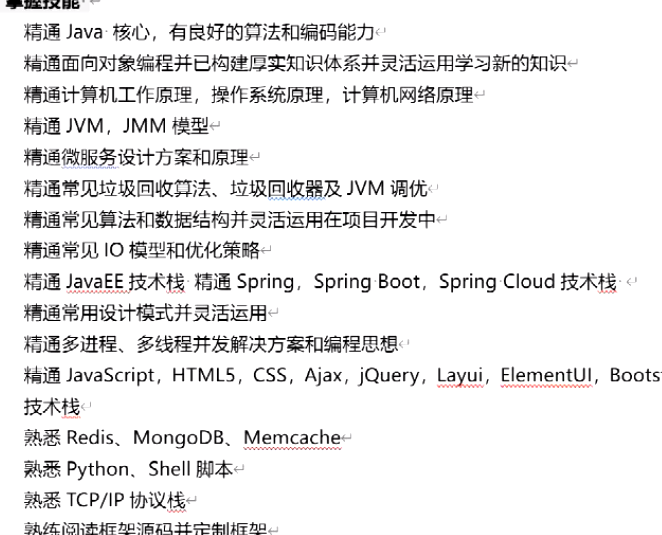 掌握技能
精通 Java 核心，有良好的算法和编码能力
精通面向对象编程并已构建厚实知识体系并灵活运用学习新的知识
精通计算机工作原理，操作系统原理，计算机网络原理
精通 JVM，JMM 模型
精通微服务设计方案和原理
精通常见垃圾回收算法、垃圾回收器及 JVM 调优
精通常见算法和数据结构并灵活运用在项目开发中
精通常见 IO 模型和优化策略
精通 JavaEE 技术栈 精通 Spring，Spring Boot，Spring Cloud 技术栈
精通常用设计模式并灵活运用
精通多进程、多线程并发解决方案和编程思想
精通 JavaScript，HTML5，CSS，Ajax，jQuery，Layui，ElementUI，Boots
技术栈
熟悉 Redis、MongoDB、Memcache
熟悉 Python、Shell 脚本
熟悉 TCP/IP 协议栈
熟练阅读框架源码并定制框架